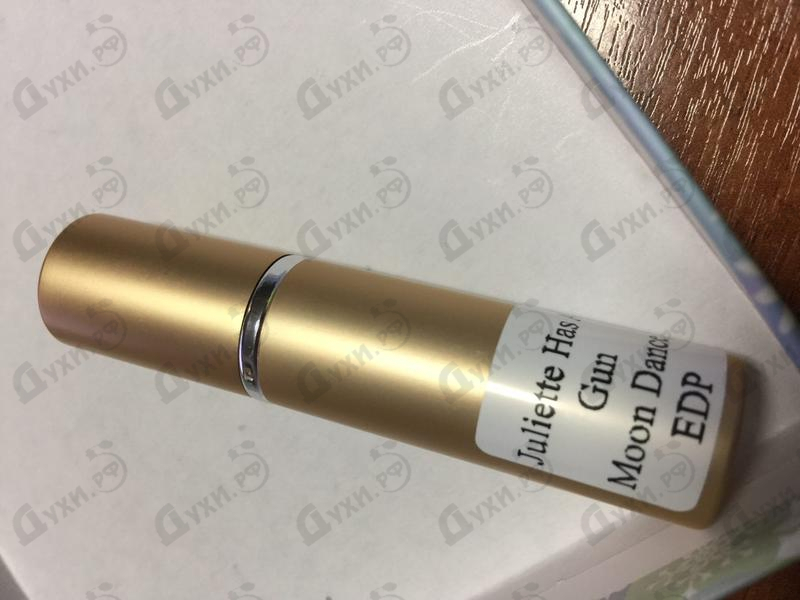 Juliette Has A
Gun
Moon Dance
EDP
Духи.рф